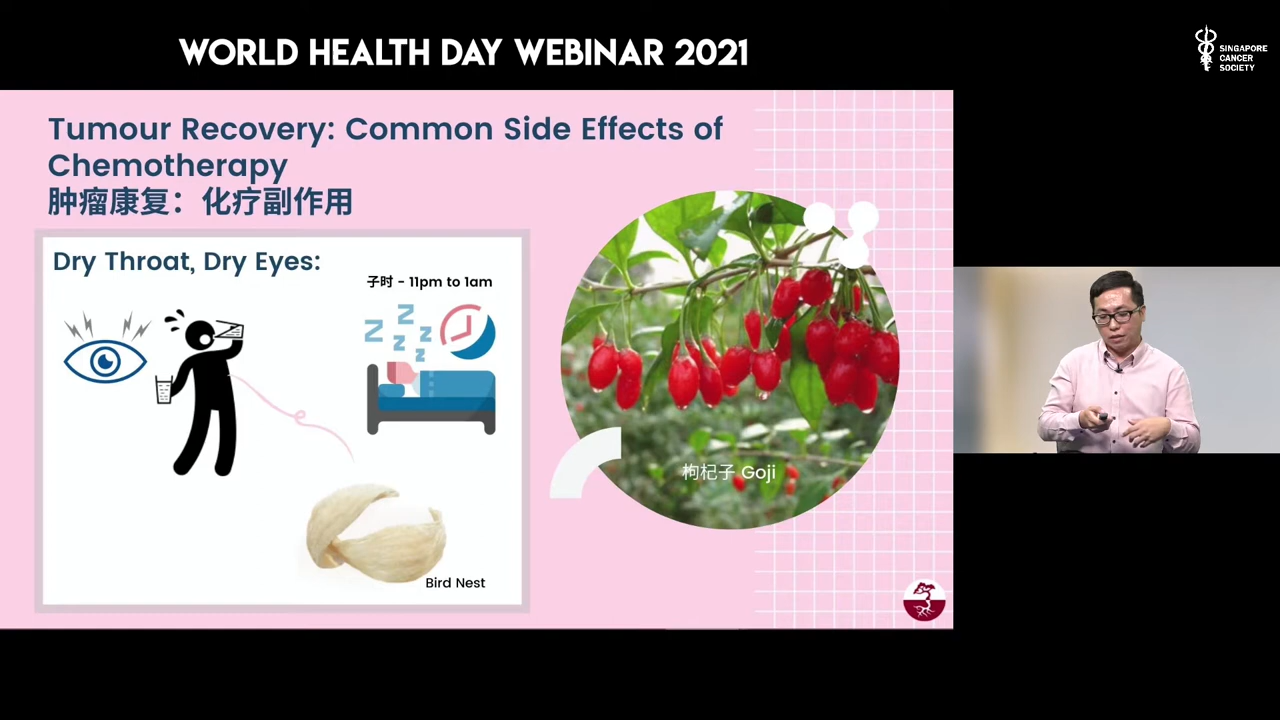 WORLD HEALTH DAY WEBINAR 2021
SINGAPORE
CANCER
SOCIETY
Tumour Recovery: Common Side Effects of
Chemotherapy
肿瘤康复：化疗副作用
Dry Throat, Dry Eyes:
子时 - 11pm to 1am
Z
Z
Z
Z
Z
枸杞子 Goji
Bird Nest